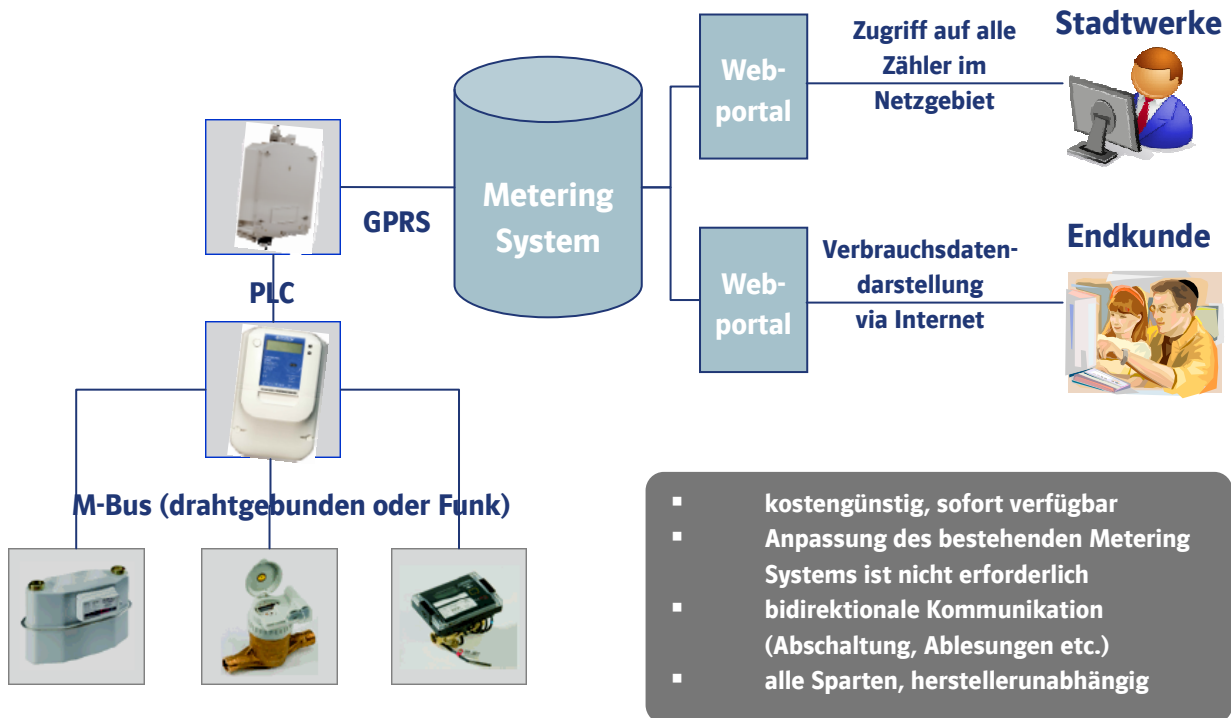 Stadtwerke
Zugriff auf alle
Zähler im
Netzgebiet
Web-
portal
Metering
System
GPRS
PLC
Endkunde
Verbrauchsdaten-
darstellung
via Internet
Web-
portal
M-Bus (drahtgebunden oder Funk)
▪ kostengünstig, sofort verfügbar
▪ Anpassung des bestehenden Metering
Systems ist nicht erforderlich
▪ bidirektionale Kommunikation
(Abschaltung, Ablesungen etc.)
▪ alle Sparten, herstellerunabhängig